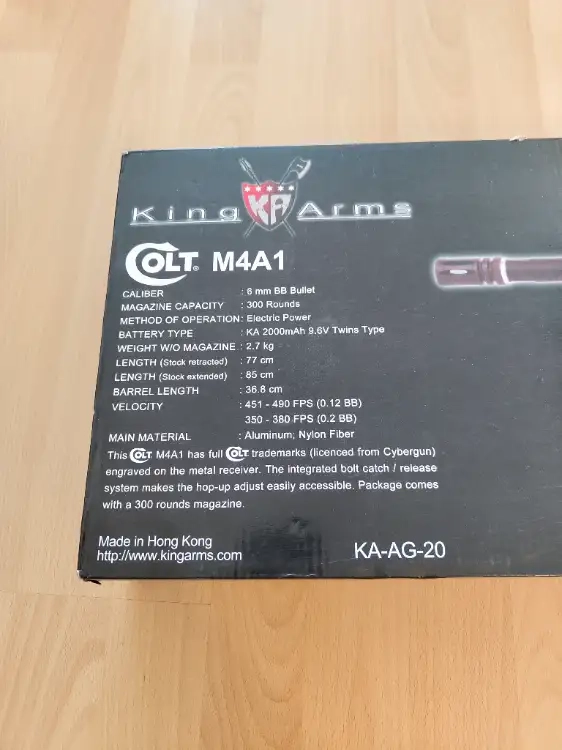 King KA Arms
COLT® M4A1
CALIBER : 6 mm BB Bullet
MAGAZINE CAPACITY : 300 Rounds
METHOD OF OPERATION : Electric Power
BATTERY TYPE : KA 2000mAh 9.6V Twins Type
WEIGHT W/O MAGAZINE : 2.7 kg
LENGTH (Stock retracted) : 77 cm
LENGTH (Stock extended) : 85 cm
BARREL LENGTH : 36.8 cm
VELOCITY : 451 - 490 FPS (0.12 BB)
350 - 380 FPS (0.2 BB)
MAIN MATERIAL : Aluminum, Nylon Fiber
This COLT M4A1 has full COLT trademarks (licenced from Cybergun)
engraved on the metal receiver. The integrated bolt catch / release
system makes the hop-up adjust easily accessible. Package comes
with a 300 rounds magazine.
Made in Hong Kong
http://www.kingarms.com
KA-AG-20